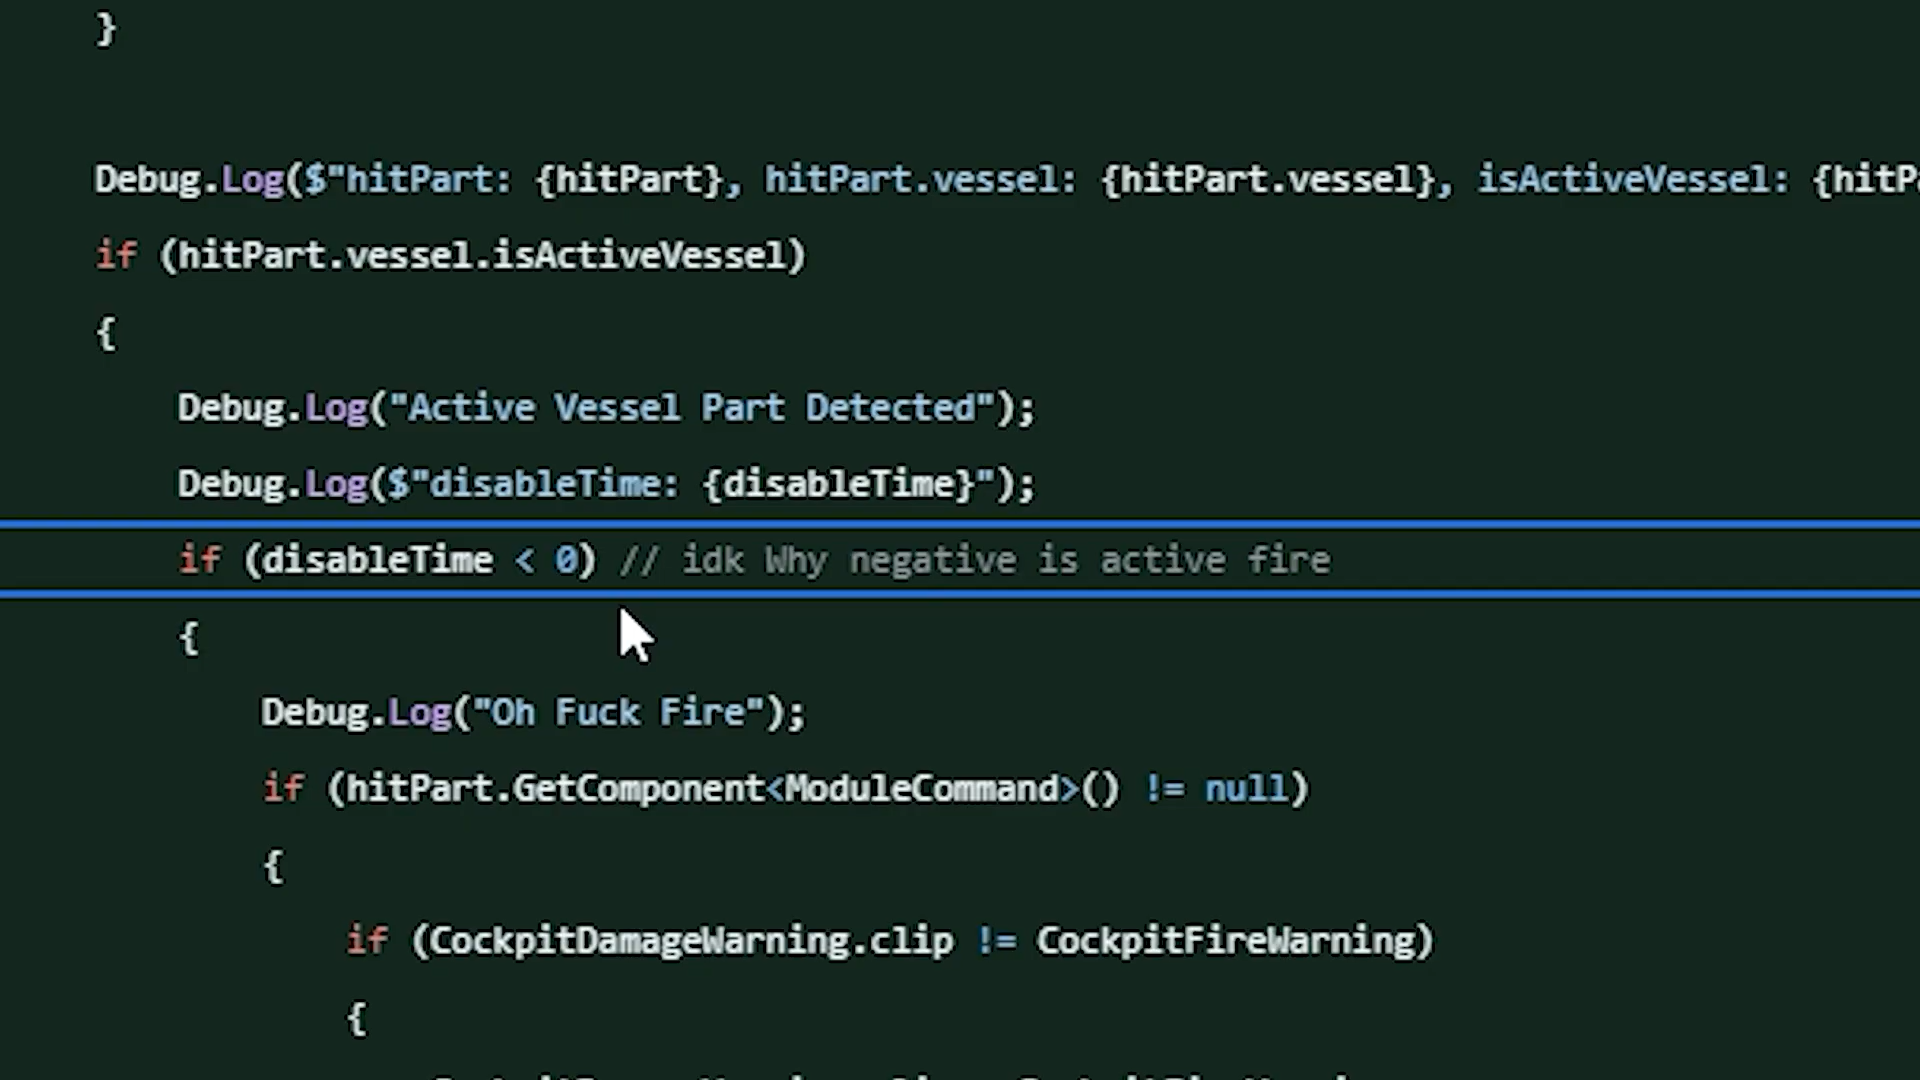 }
Debug.Log($"hitPart: {hitPart}, hitPart.vessel: {hitPart.vessel}, isActiveVessel: {hitP
if (hitPart.vessel.isActiveVessel)
{
Debug.Log("Active Vessel Part Detected");
Debug.Log($"disableTime: {disableTime}");
if (disableTime < 0) // idk Why negative is active fire
{
Debug.Log("Oh Fuck Fire");
if (hitPart.GetComponent<ModuleCommand>() != null)
{
if (CockpitDamageWarning.clip != CockpitFireWarning)
{